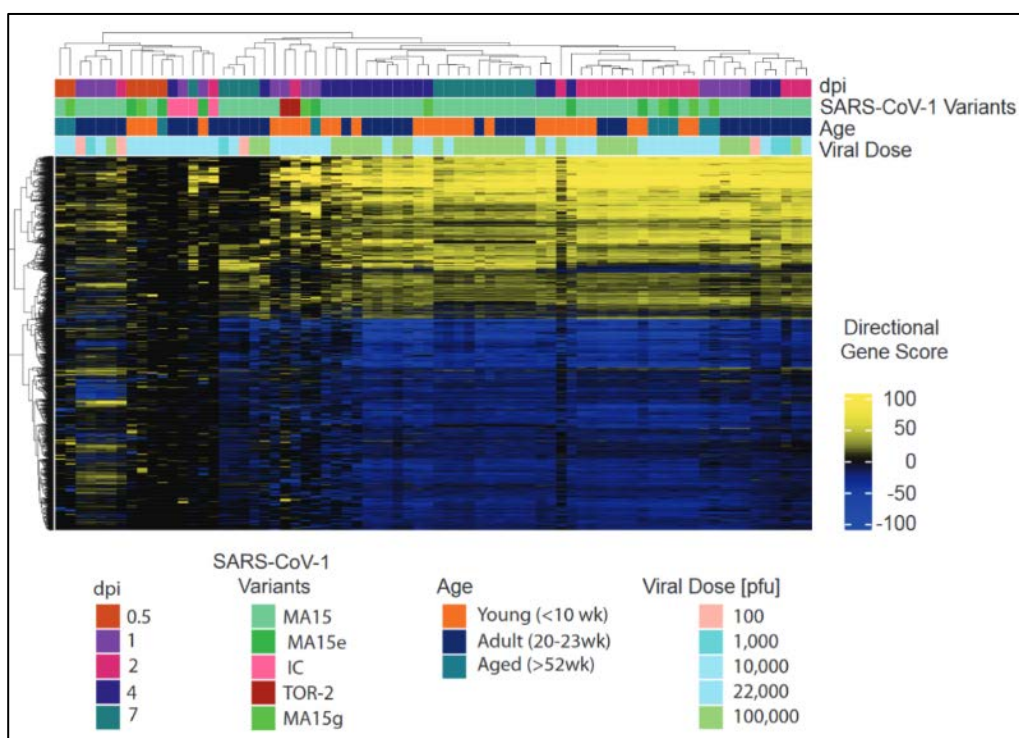 dpi
SARS-CoV-1 Variants
Age
Viral Dose
Directional
Gene Score
100
50
0
-50
-100
dpi
0.5
1
2
4
7
SARS-CoV-1
Variants
MA15
MA15e
IC
TOR-2
MA15g
Age
Young (<10 wk)
Adult (20-23wk)
Aged (>52wk)
Viral Dose [pfu]
100
1,000
10,000
22,000
100,000